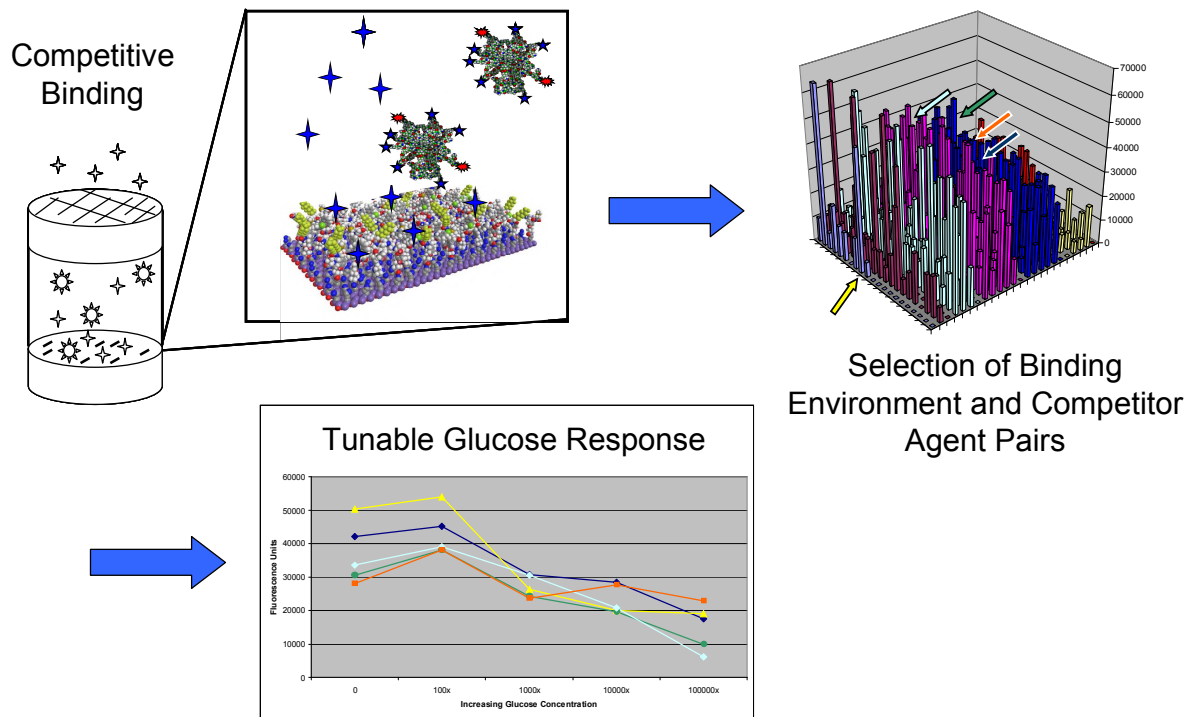 Competitive
Binding
70000
60000
50000
40000
30000
20000
10000
0
Selection of Binding
Environment and Competitor
Agent Pairs
Tunable Glucose Response
60000
50000
40000
30000
20000
10000
0
Fluorescence Units
0 100x 1000x 10000x 100000x
Increasing Glucose Concentration